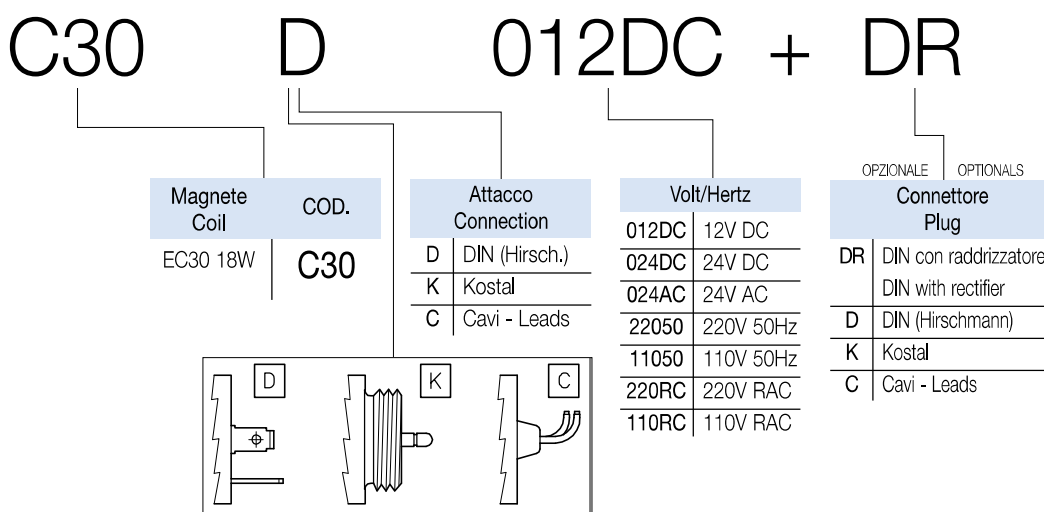 C30 D 012DC + DR
OPZIONALE OPTIONALS
Magnete
Coil
COD.
EC30 18W
C30
Attacco
Connection
D DIN (Hirsch.)
K Kostal
C Cavi - Leads
Volt/Hertz
012DC 12V DC
024DC 24V DC
024AC 24V AC
22050 220V 50Hz
11050 110V 50Hz
220RC 220V RAC
110RC 110V RAC
Connettore
Plug
DR DIN con raddrizzatore
DIN with rectifier
D DIN (Hirschmann)
K Kostal
C Cavi - Leads
D K C